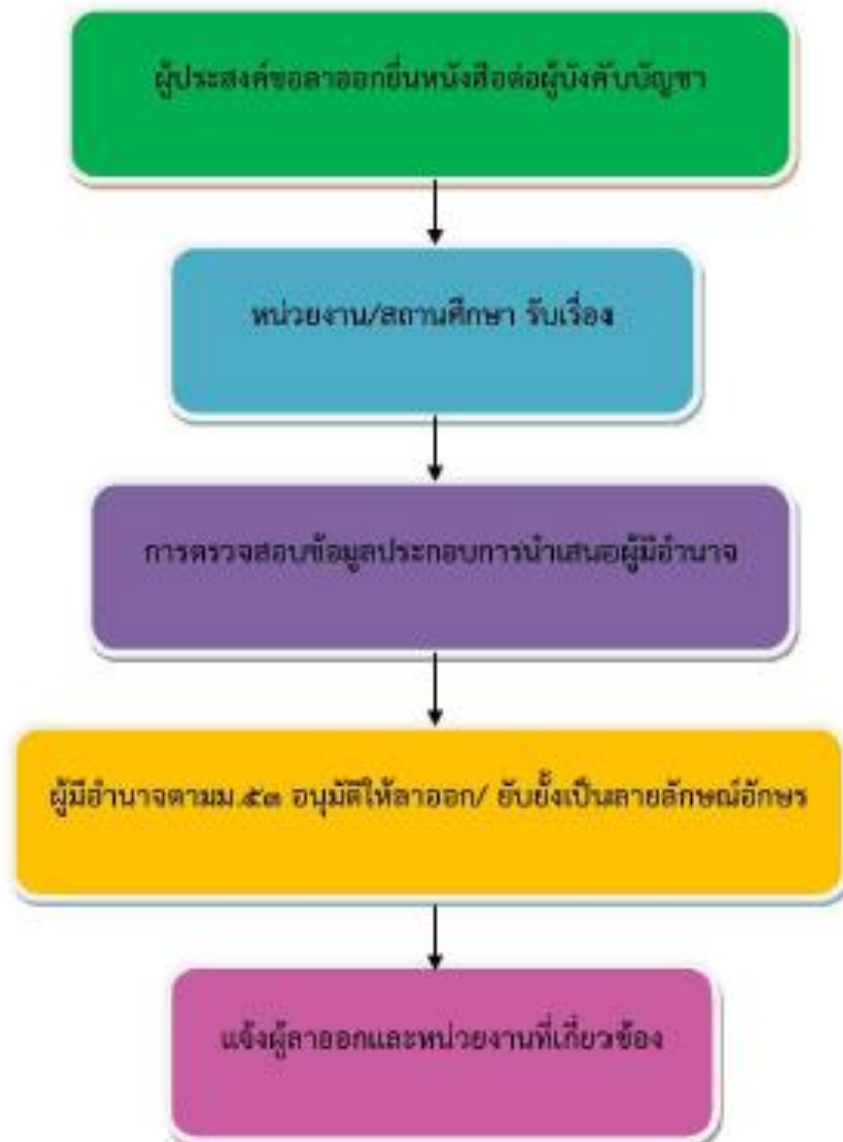 ผู้ประสงค์ขอลาออกยื่นหนังสือต่อผู้บังคับบัญชา
หน่วยงาน/สถานศึกษา รับเรื่อง
การตรวจสอบข้อมูลประกอบการนำเสนอผู้มีอำนาจ
ผู้มีอำนาจตามม.๕๓ อนุมัติให้ลาออก/ ยับยั้งเป็นลายลักษณ์อักษร
แจ้งผู้ลาออกและหน่วยงานที่เกี่ยวข้อง